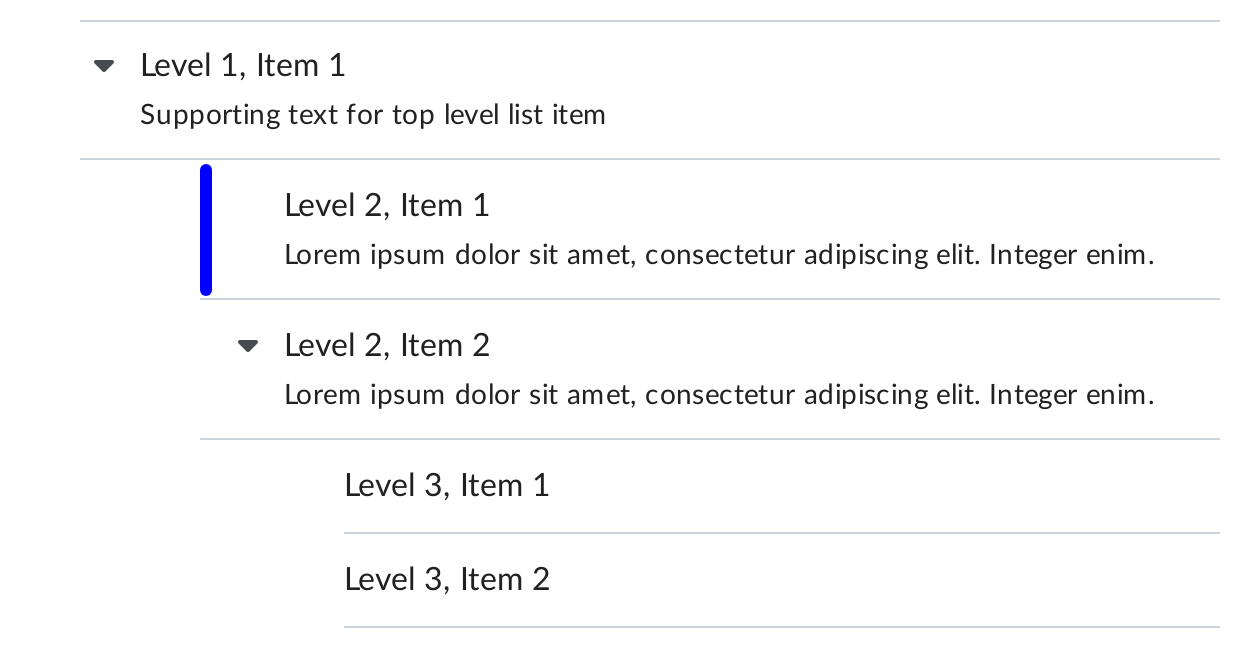 Level 1, Item 1
Supporting text for top level list item
Level 2, Item 1
Lorem ipsum dolor sit amet, consectetur adipiscing elit. Integer enim.
Level 2, Item 2
Lorem ipsum dolor sit amet, consectetur adipiscing elit. Integer enim.
Level 3, Item 1
Level 3, Item 2